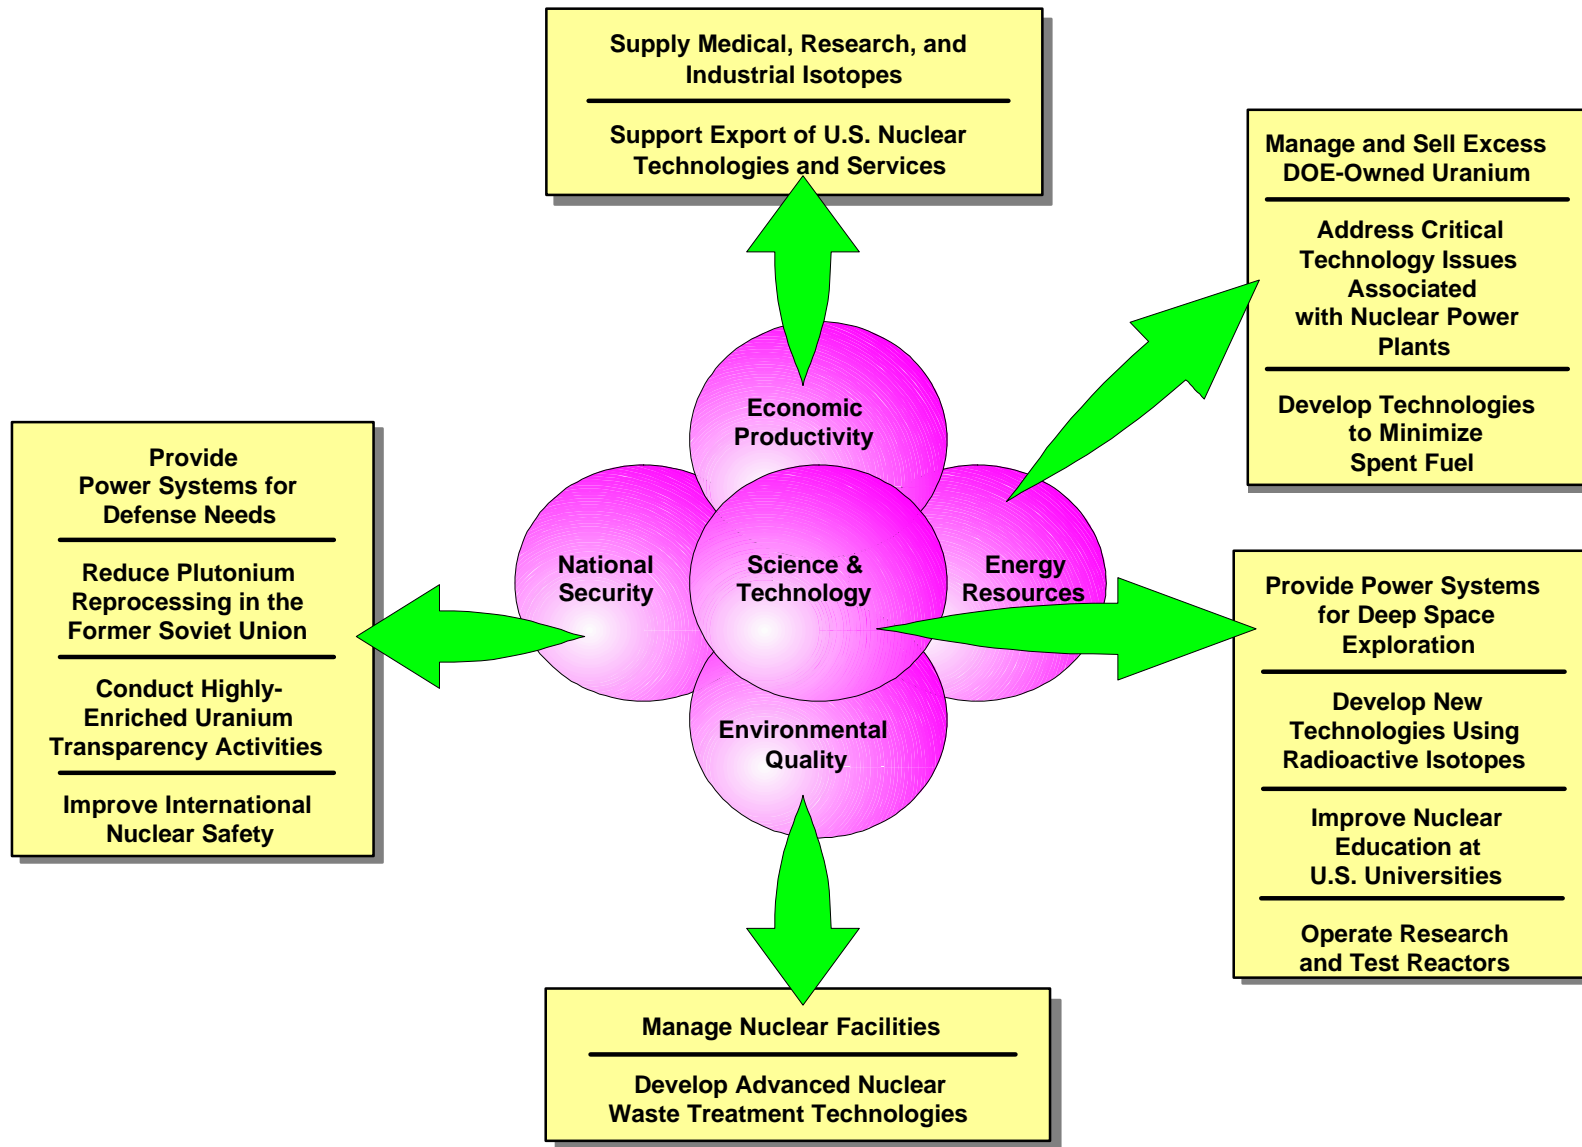 Supply Medical, Research, and
Industrial Isotopes
Support Export of U.S. Nuclear
Technologies and Services
Manage and Sell Excess
DOE-Owned Uranium
Address Critical
Technology Issues
Associated
with Nuclear Power
Plants
Develop Technologies
to Minimize
Spent Fuel
Economic
Productivity
National
Security
Science &
Technology
Energy
Resources
Environmental
Quality
Provide
Power Systems for
Defense Needs
Reduce Plutonium
Reprocessing in the
Former Soviet Union
Conduct Highly-
Enriched Uranium
Transparency Activities
Improve International
Nuclear Safety
Provide Power Systems
for Deep Space
Exploration
Develop New
Technologies Using
Radioactive Isotopes
Improve Nuclear
Education at
U.S. Universities
Operate Research
and Test Reactors
Manage Nuclear Facilities
Develop Advanced Nuclear
Waste Treatment Technologies